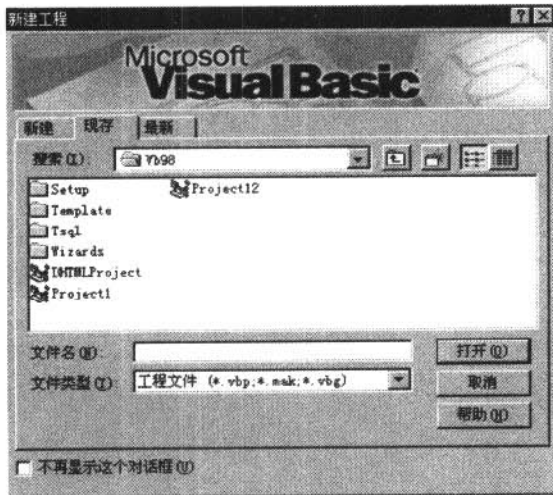 新建工程
Microsoft
Visual Basic
新建 现存 最新
搜索(I): Vb98
Setup Project12
Template
Tsql
Wizards
DHTMLProject
Project1
文件名(N): 打开(O)
文件类型(T): 工程文件 (*.vbp;*.mak;*.vbg) 取消
帮助(H)
不再显示这个对话框(V)